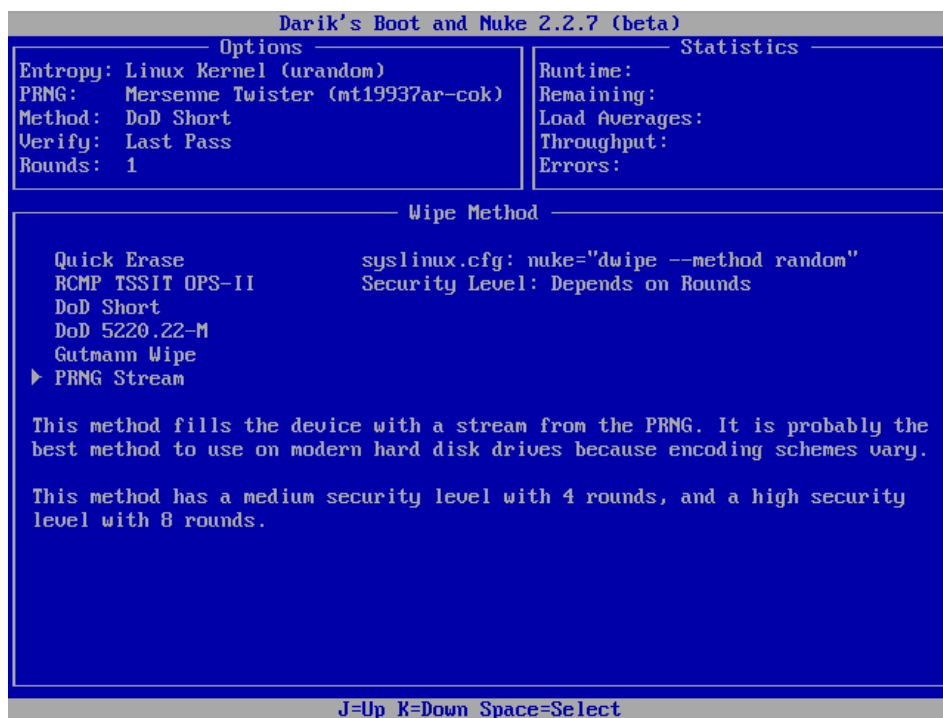 Darik's Boot and Nuke 2.2.7 (beta)
Options
Entropy: Linux Kernel (urandom)
PRNG: Mersenne Twister (mt19937ar-cok)
Method: DoD Short
Verify: Last Pass
Rounds: 1
Statistics
Runtime:
Remaining:
Load Averages:
Throughput:
Errors:
Wipe Method
Quick Erase
RCMP TSSIT OPS-II
DoD Short
DoD 5220.22-M
Gutmann Wipe
PRNG Stream
syslinux.cfg: nuke="dwipe --method random"
Security Level: Depends on Rounds
This method fills the device with a stream from the PRNG. It is probably the
best method to use on modern hard disk drives because encoding schemes vary.
This method has a medium security level with 4 rounds, and a high security
level with 8 rounds.
J=Up K=Down Space=Select